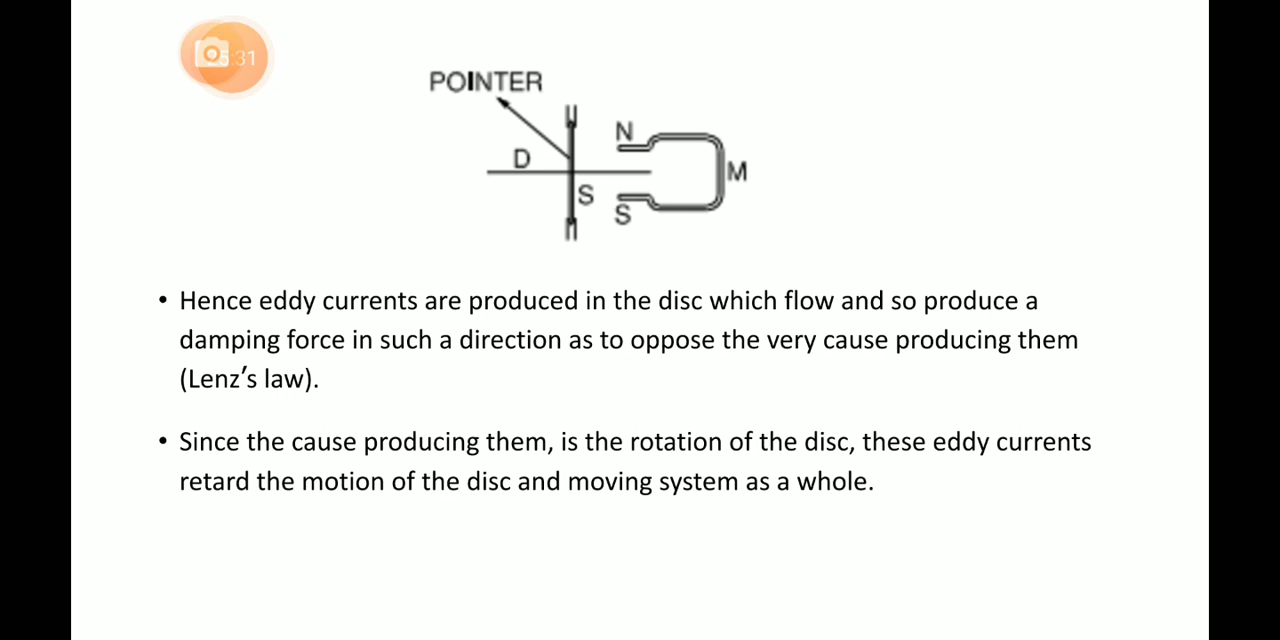 5:31
POINTER
N
D
M
S
S
• Hence eddy currents are produced in the disc which flow and so produce a
damping force in such a direction as to oppose the very cause producing them
(Lenz's law).
• Since the cause producing them, is the rotation of the disc, these eddy currents
retard the motion of the disc and moving system as a whole.